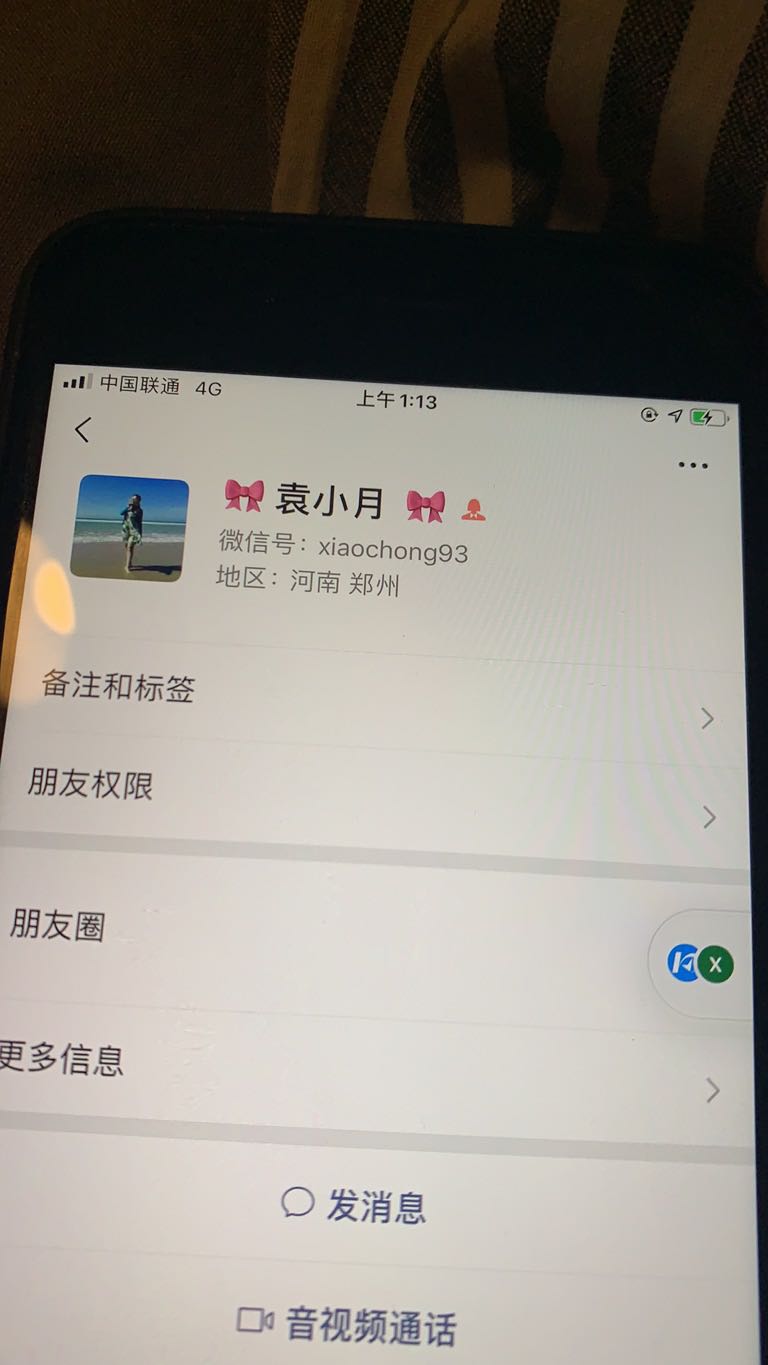 中国联通 4G
上午1:13
🎀 袁小月 🎀
微信号：xiaochong93
地区：河南 郑州
备注和标签
朋友权限
朋友圈
X
更多信息
发消息
音视频通话